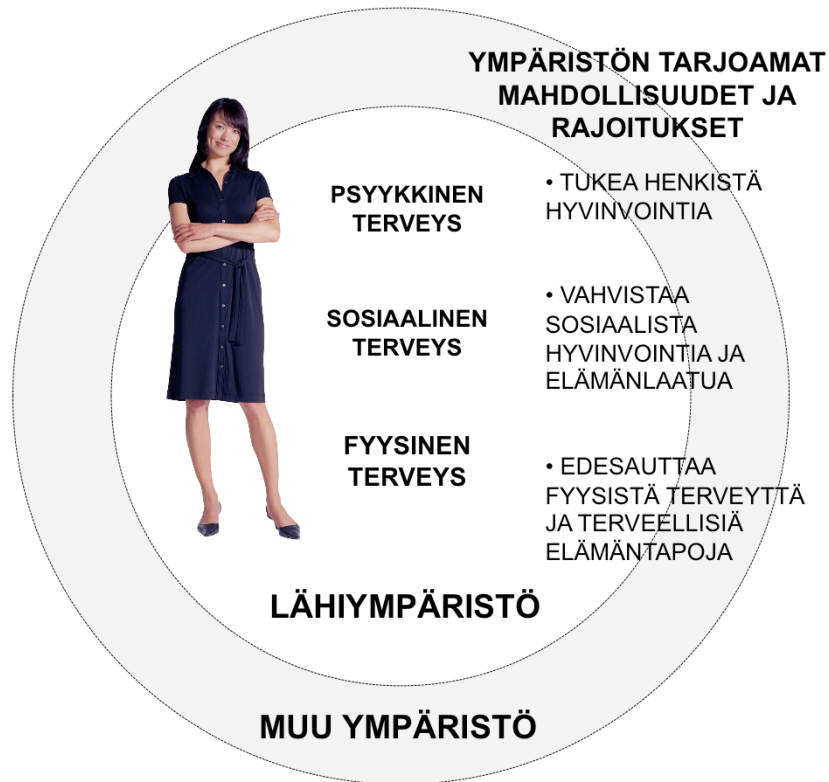 YMPÄRISTÖN TARJOAMAT
MAHDOLLISUUDET JA
RAJOITUKSET
PSYYKKINEN
TERVEYS
• TUKEA HENKISTÄ
HYVINVOINTIA
SOSIAALINEN
TERVEYS
• VAHVISTAA
SOSIAALISTA
HYVINVOINTIA JA
ELÄMÄNLAATUA
FYYSINEN
TERVEYS
• EDESAUTTAA
FYYSISTÄ TERVEYTTÄ
JA TERVEELLISIÄ
ELÄMÄNTAPOJA
LÄHIYMPÄRISTÖ
MUU YMPÄRISTÖ